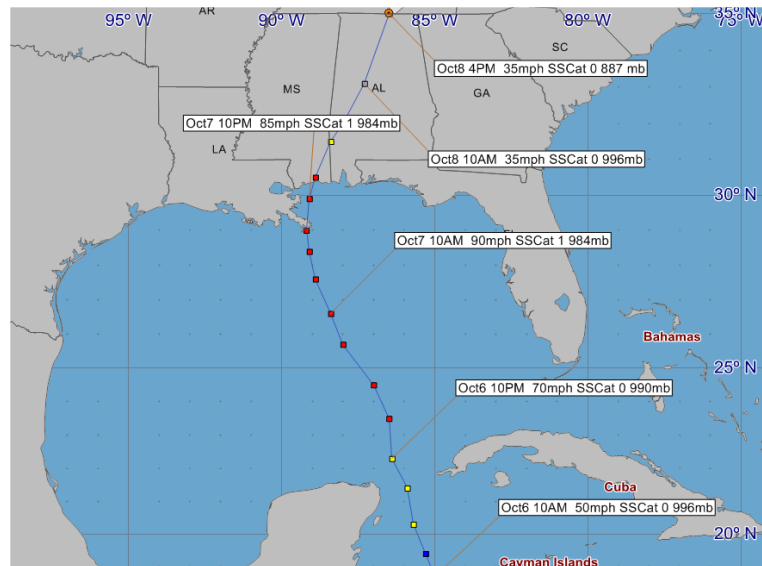 95° W
90° W
85° W
80° W
35° N
75° W
AR
SC
Oct8 4PM 35mph SSCat 0 887 mb
MS
AL
GA
Oct7 10PM 85mph SSCat 1 984mb
LA
Oct8 10AM 35mph SSCat 0 996mb
30° N
Oct7 10AM 90mph SSCat 1 984mb
Bahamas
25° N
Oct6 10PM 70mph SSCat 0 990mb
Cuba
Oct6 10AM 50mph SSCat 0 996mb
20° N
Cayman Islands